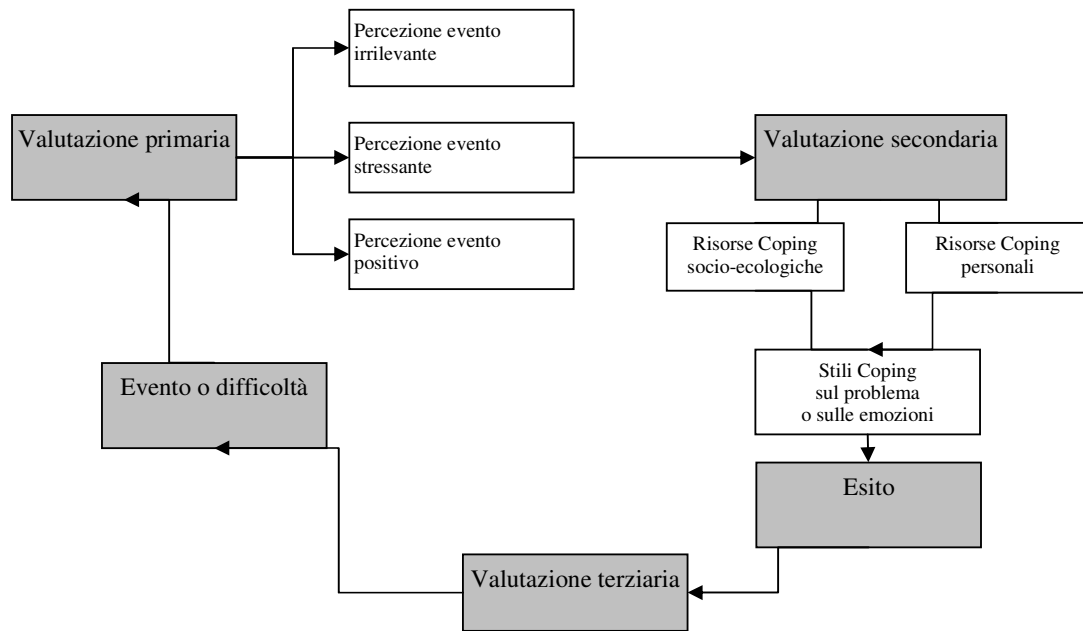 Percezione evento
irrilevante
Valutazione primaria
Percezione evento
stressante
Valutazione secondaria
Percezione evento
positivo
Risorse Coping
socio-ecologiche
Risorse Coping
personali
Evento o difficoltà
Stili Coping
sul problema
o sulle emozioni
Esito
Valutazione terziaria